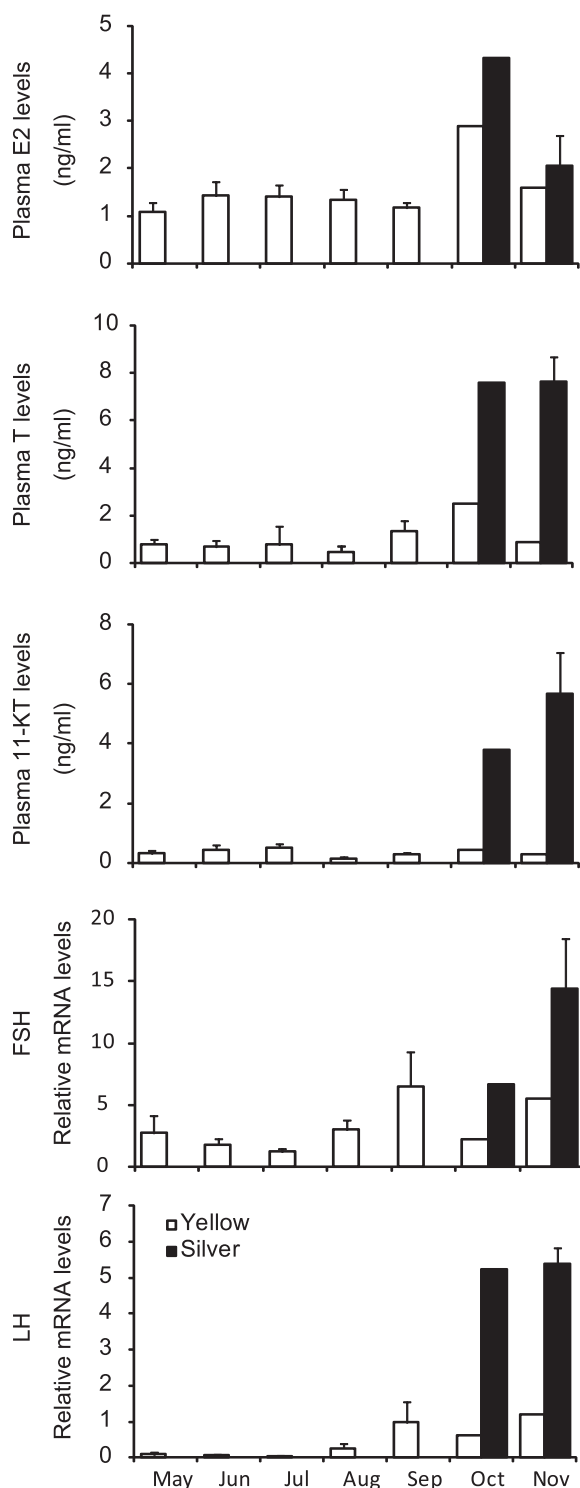 Plasma E2 levels
(ng/ml)
5
4
3
2
1
0
Plasma T levels
(ng/ml)
10
8
6
4
2
0
Plasma 11-KT levels
(ng/ml)
8
6
4
2
0
FSH
Relative mRNA levels
20
15
10
5
0
LH
Relative mRNA levels
7
6
5
4
3
2
1
0
Yellow
Silver
May Jun Jul Aug Sep Oct Nov